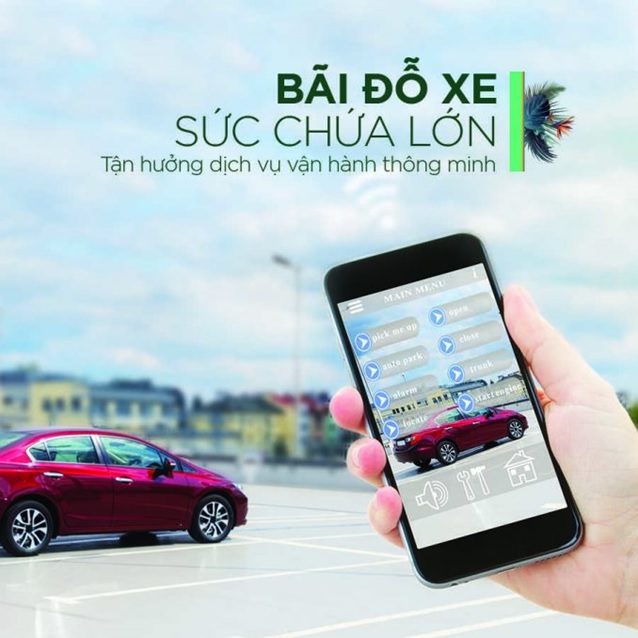 BÃI ĐỖ XE
SỨC CHỨA LỚN
Tận hưởng dịch vụ vận hành thông minh
MAIN MENU
i
pick me up
open
auto park
close
alarm
trunk
locate
start engine